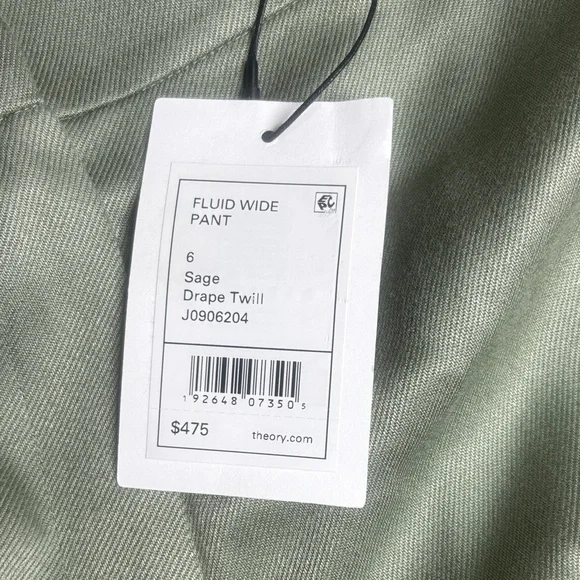 FLUID WIDE
PANT
6
Sage
Drape Twill
J0906204
1 92648 07350 5
$475
theory.com